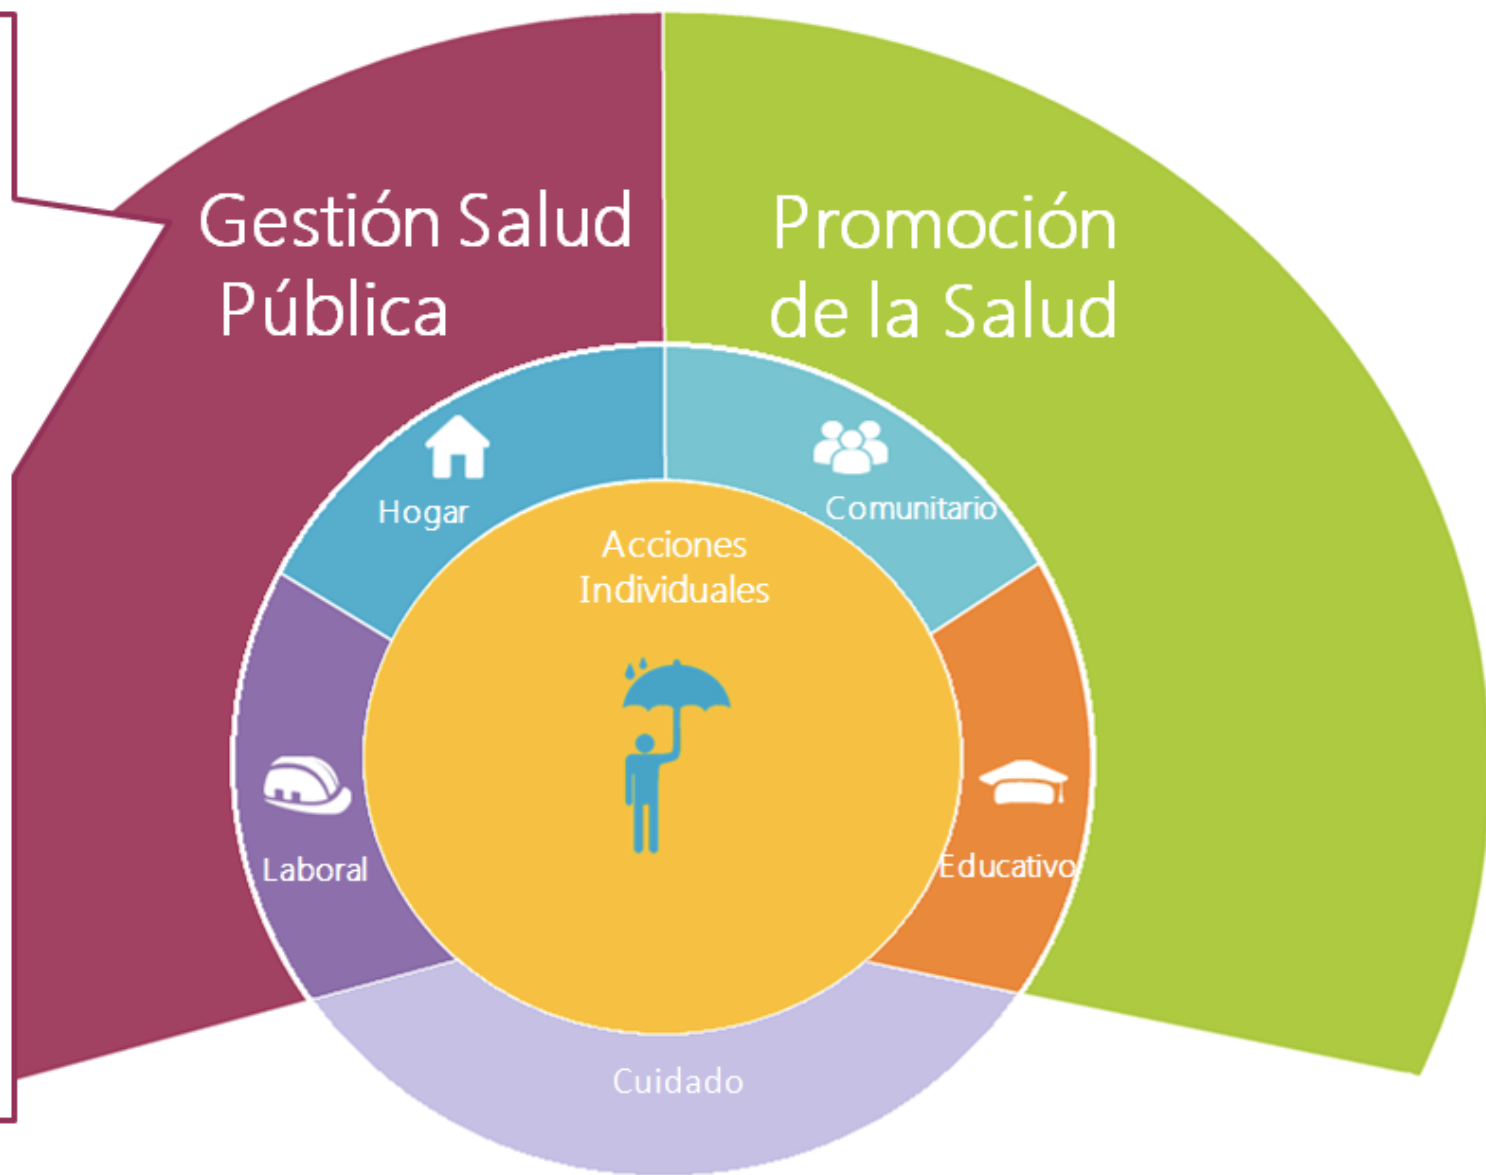 Gestión Salud
Pública
Promoción
de la Salud
Hogar
Comunitario
Acciones
Individuales
Laboral
Educativo
Cuidado